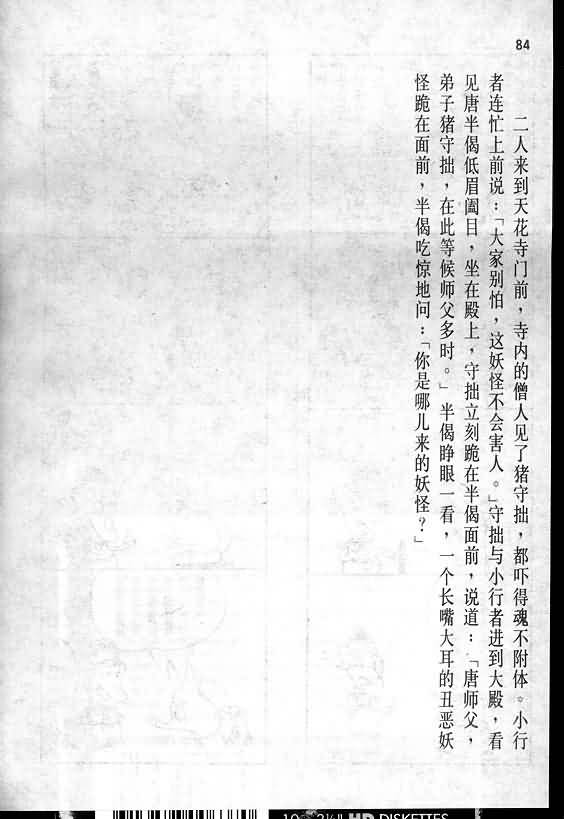 84
二人来到天花寺门前，寺内的僧人见了猪守拙，都吓得魂不附体。小行
者连忙上前说：「大家别怕，这妖怪不会害人。」守拙与小行者进到大殿，看
见唐半偈低眉阖目，坐在殿上，守拙立刻跪在半偈面前，说道：「唐师父，
弟子猪守拙，在此等候师父多时。」半偈睁眼一看，一个长嘴大耳的丑恶妖
怪跪在面前，半偈吃惊地问：「你是哪儿来的妖怪？」
HD DISKETTES